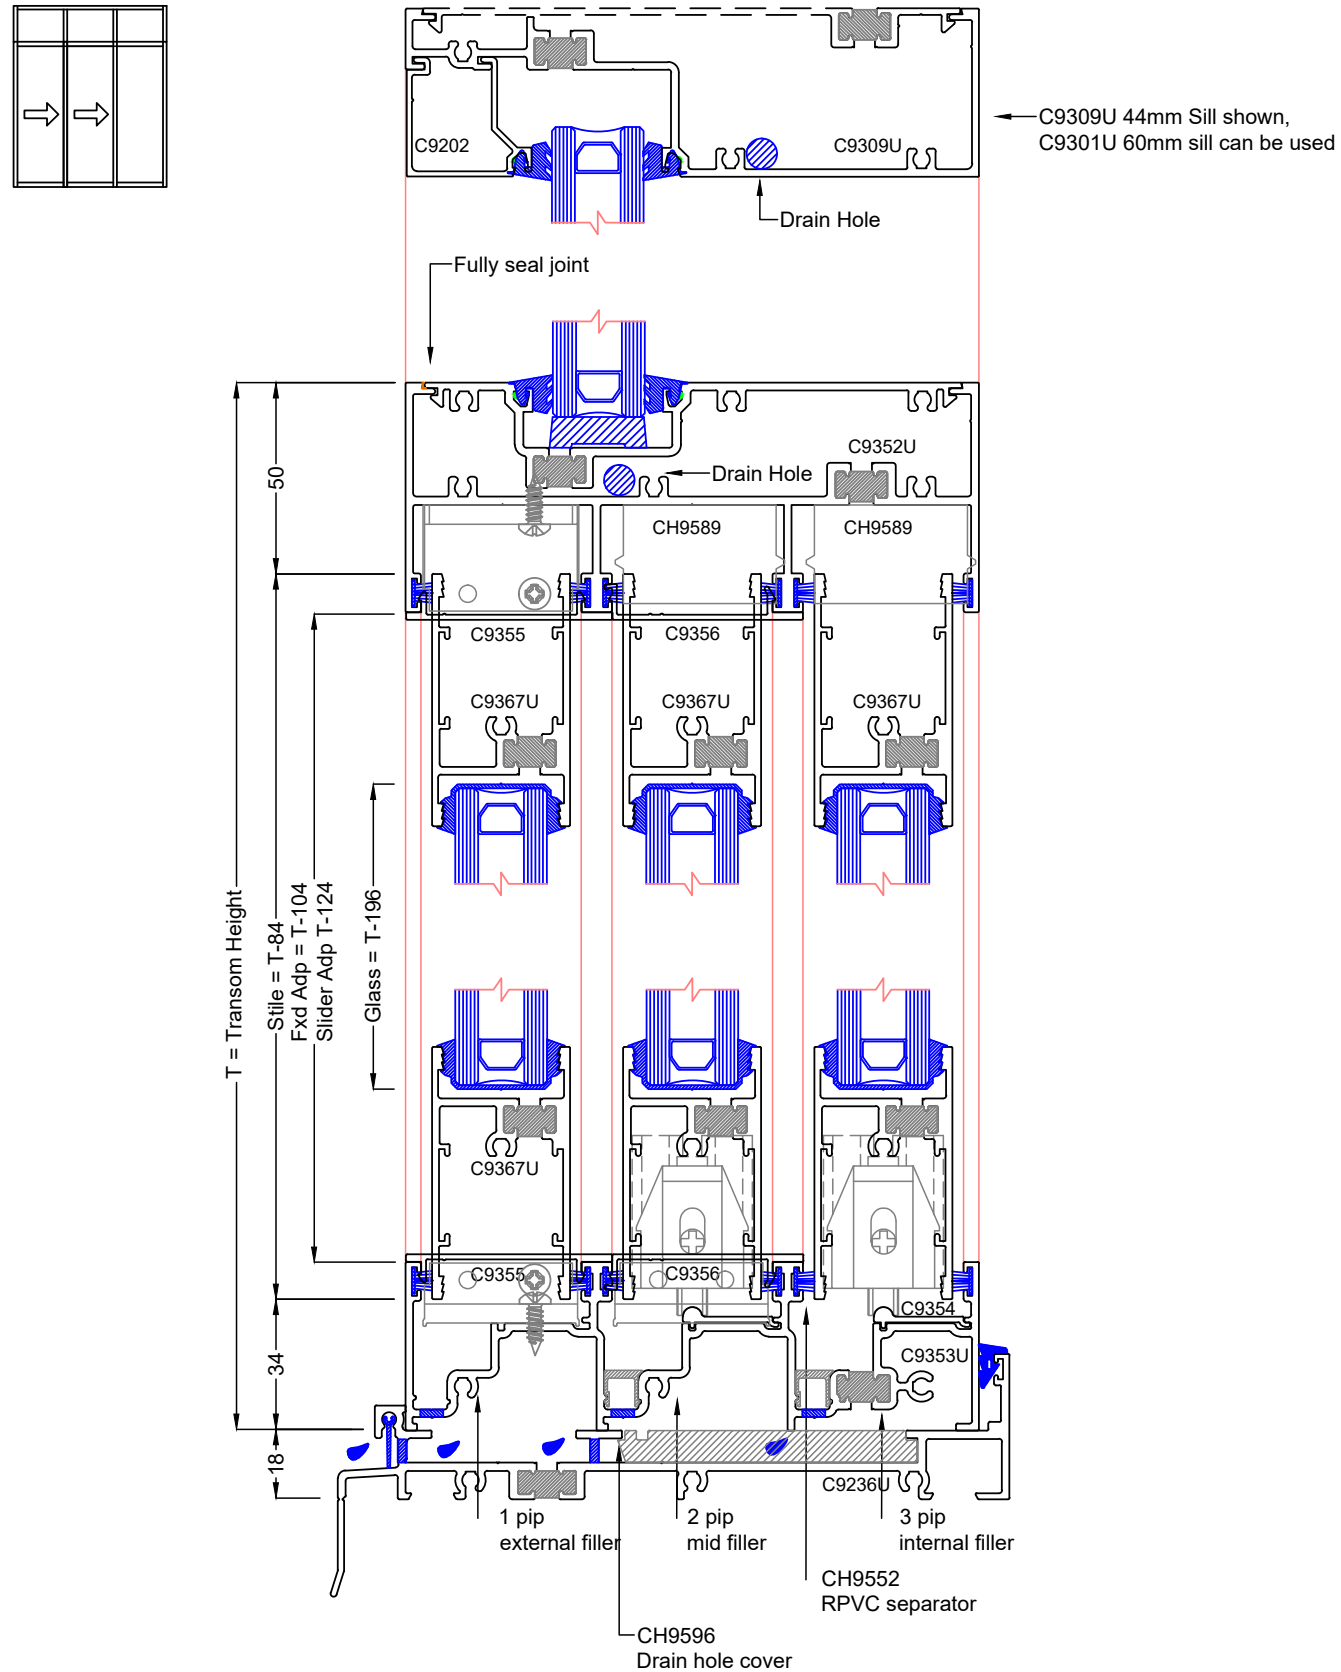 C9202
C9309U
C9309U 44mm Sill shown,
C9301U 60mm sill can be used
Drain Hole
Fully seal joint
50
C9352U
Drain Hole
CH9589
CH9589
C9355
C9356
C9367U
C9367U
C9367U
T = Transom Height
Stile = T-84
Fxd Adp = T-104
Slider Adp T-124
Glass = T-196
C9367U
C9355
C9356
C9354
C9353U
34
18
C9236U
1 pip
external filler
2 pip
mid filler
3 pip
internal filler
CH9552
RPVC separator
CH9596
Drain hole cover